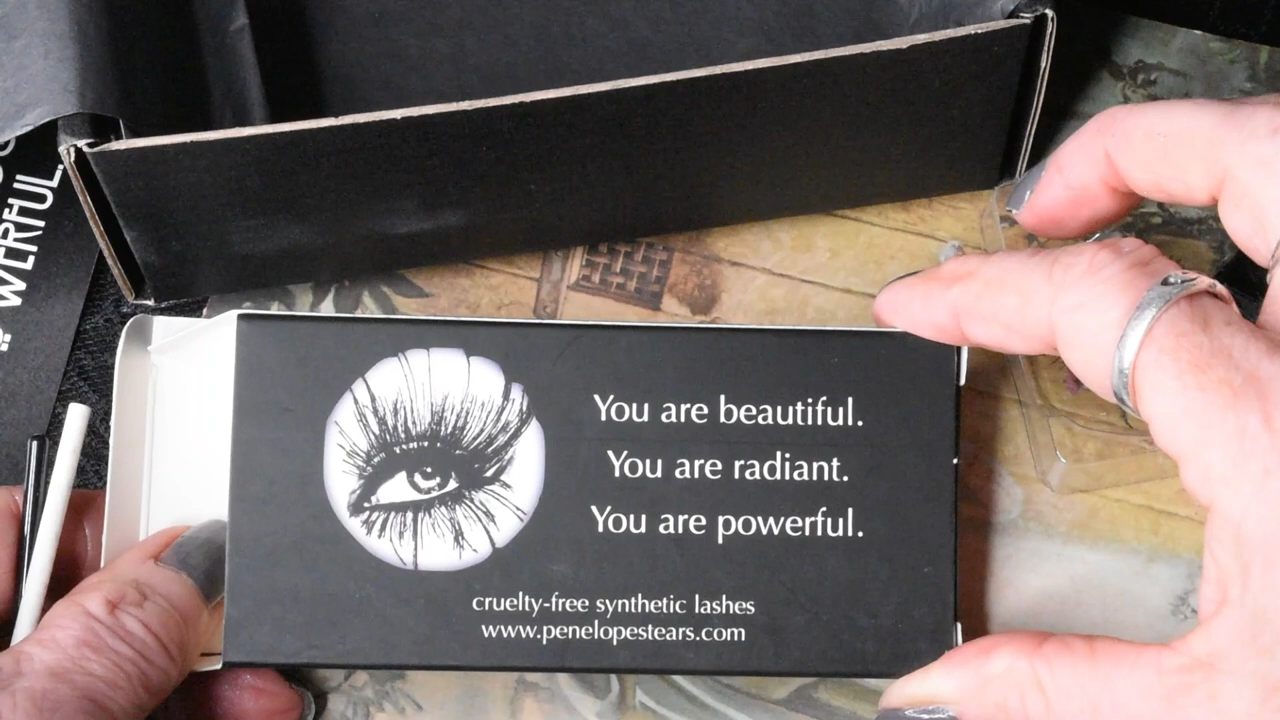 WERFUL.
You are beautiful.
You are radiant.
You are powerful.
cruelty-free synthetic lashes
www.penelopestears.com